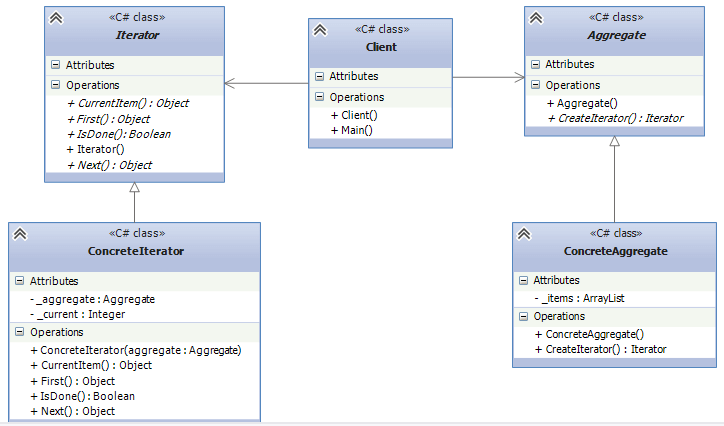 «C# class»
Iterator
Attributes
Operations
+ CurrentItem() : Object
+ First() : Object
+ IsDone(): Boolean
+ Iterator()
+ Next() : Object
«C# class»
Client
Attributes
Operations
+ Client()
+ Main()
«C# class»
Aggregate
Attributes
Operations
+ Aggregate()
+ CreateIterator() : Iterator
«C# class»
ConcreteIterator
Attributes
- _aggregate : Aggregate
- _current : Integer
Operations
+ ConcreteIterator(aggregate : Aggregate)
+ CurrentItem() : Object
+ First() : Object
+ IsDone(): Boolean
+ Next() : Object
«C# class»
ConcreteAggregate
Attributes
- _items : ArrayList
Operations
+ ConcreteAggregate()
+ CreateIterator() : Iterator